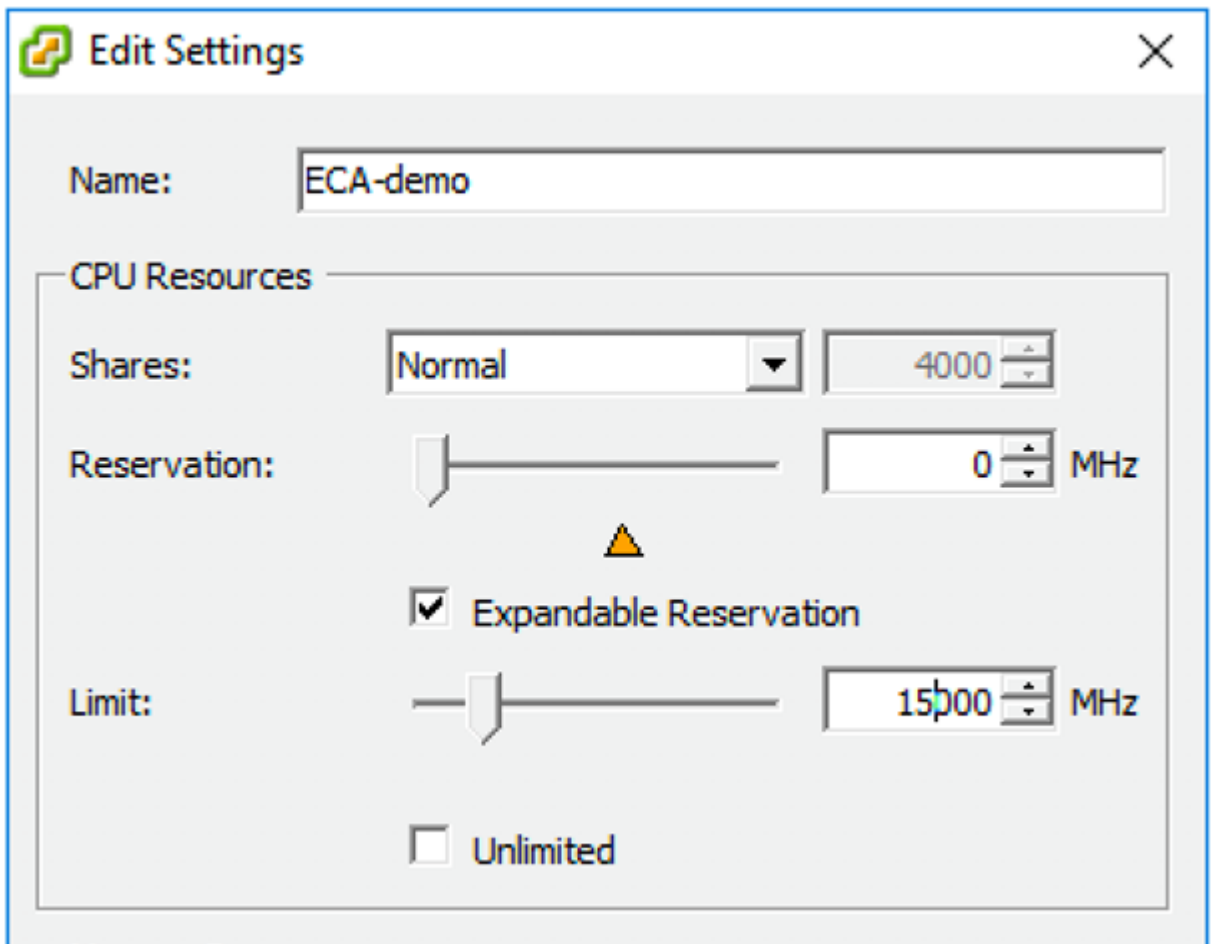 Edit Settings
Name: ECA-demo
CPU Resources
Shares: Normal 4000
Reservation: 0 MHz
Expandable Reservation
Limit: 15000 MHz
Unlimited